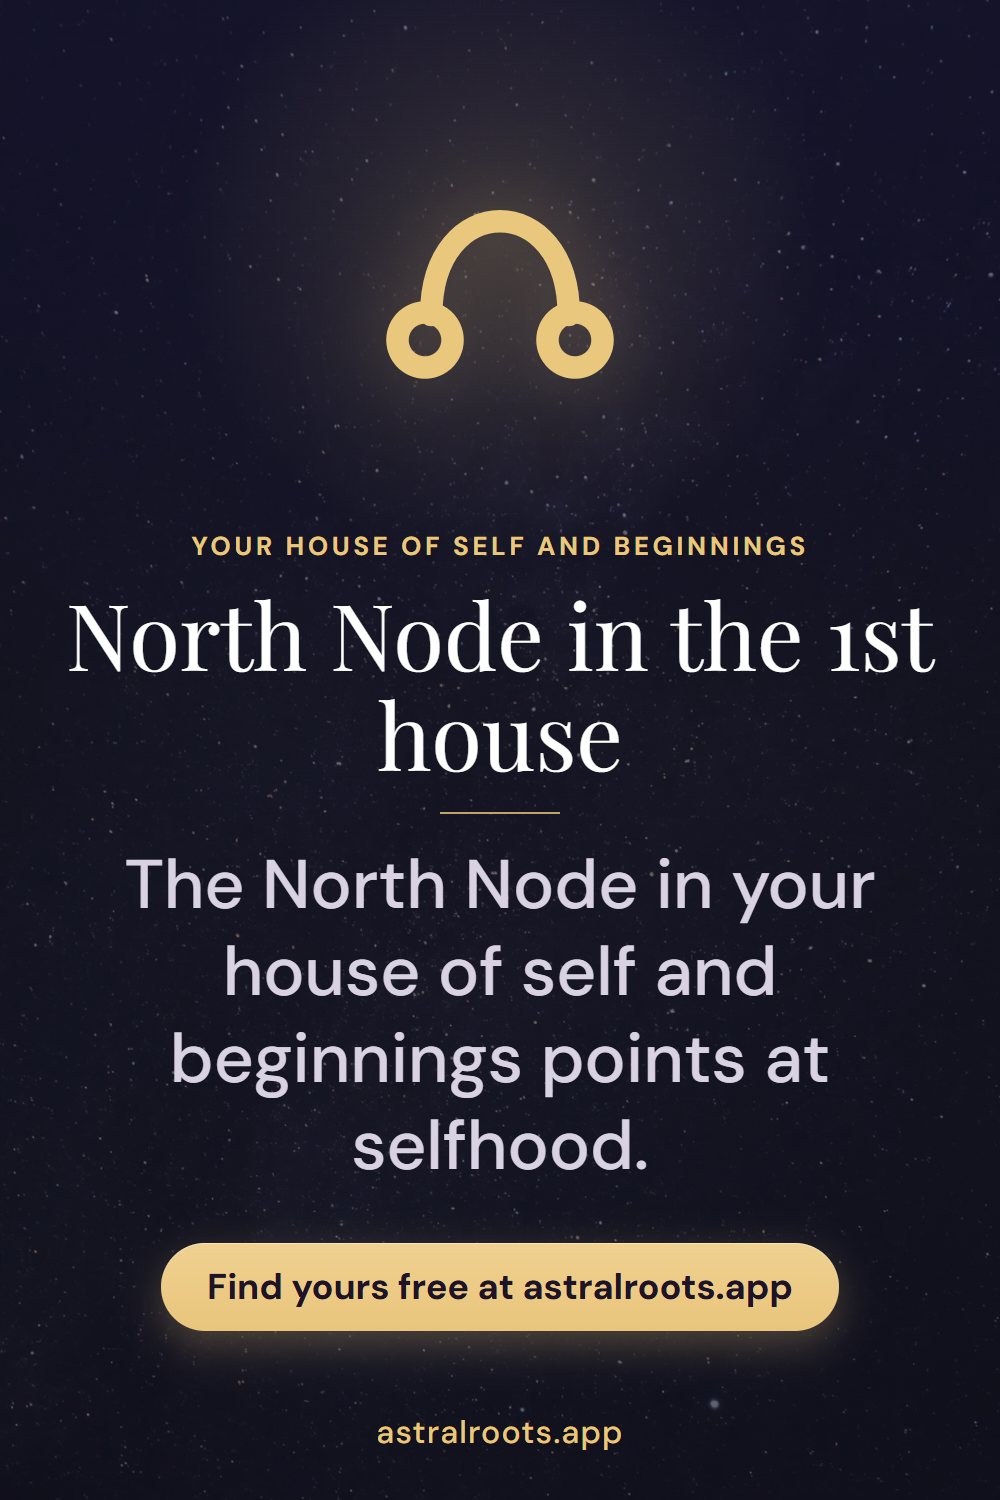 YOUR HOUSE OF SELF AND BEGINNINGS
North Node in the 1st
house
The North Node in your
house of self and
beginnings points at
selfhood.
Find yours free at astralroots.app
astralroots.app